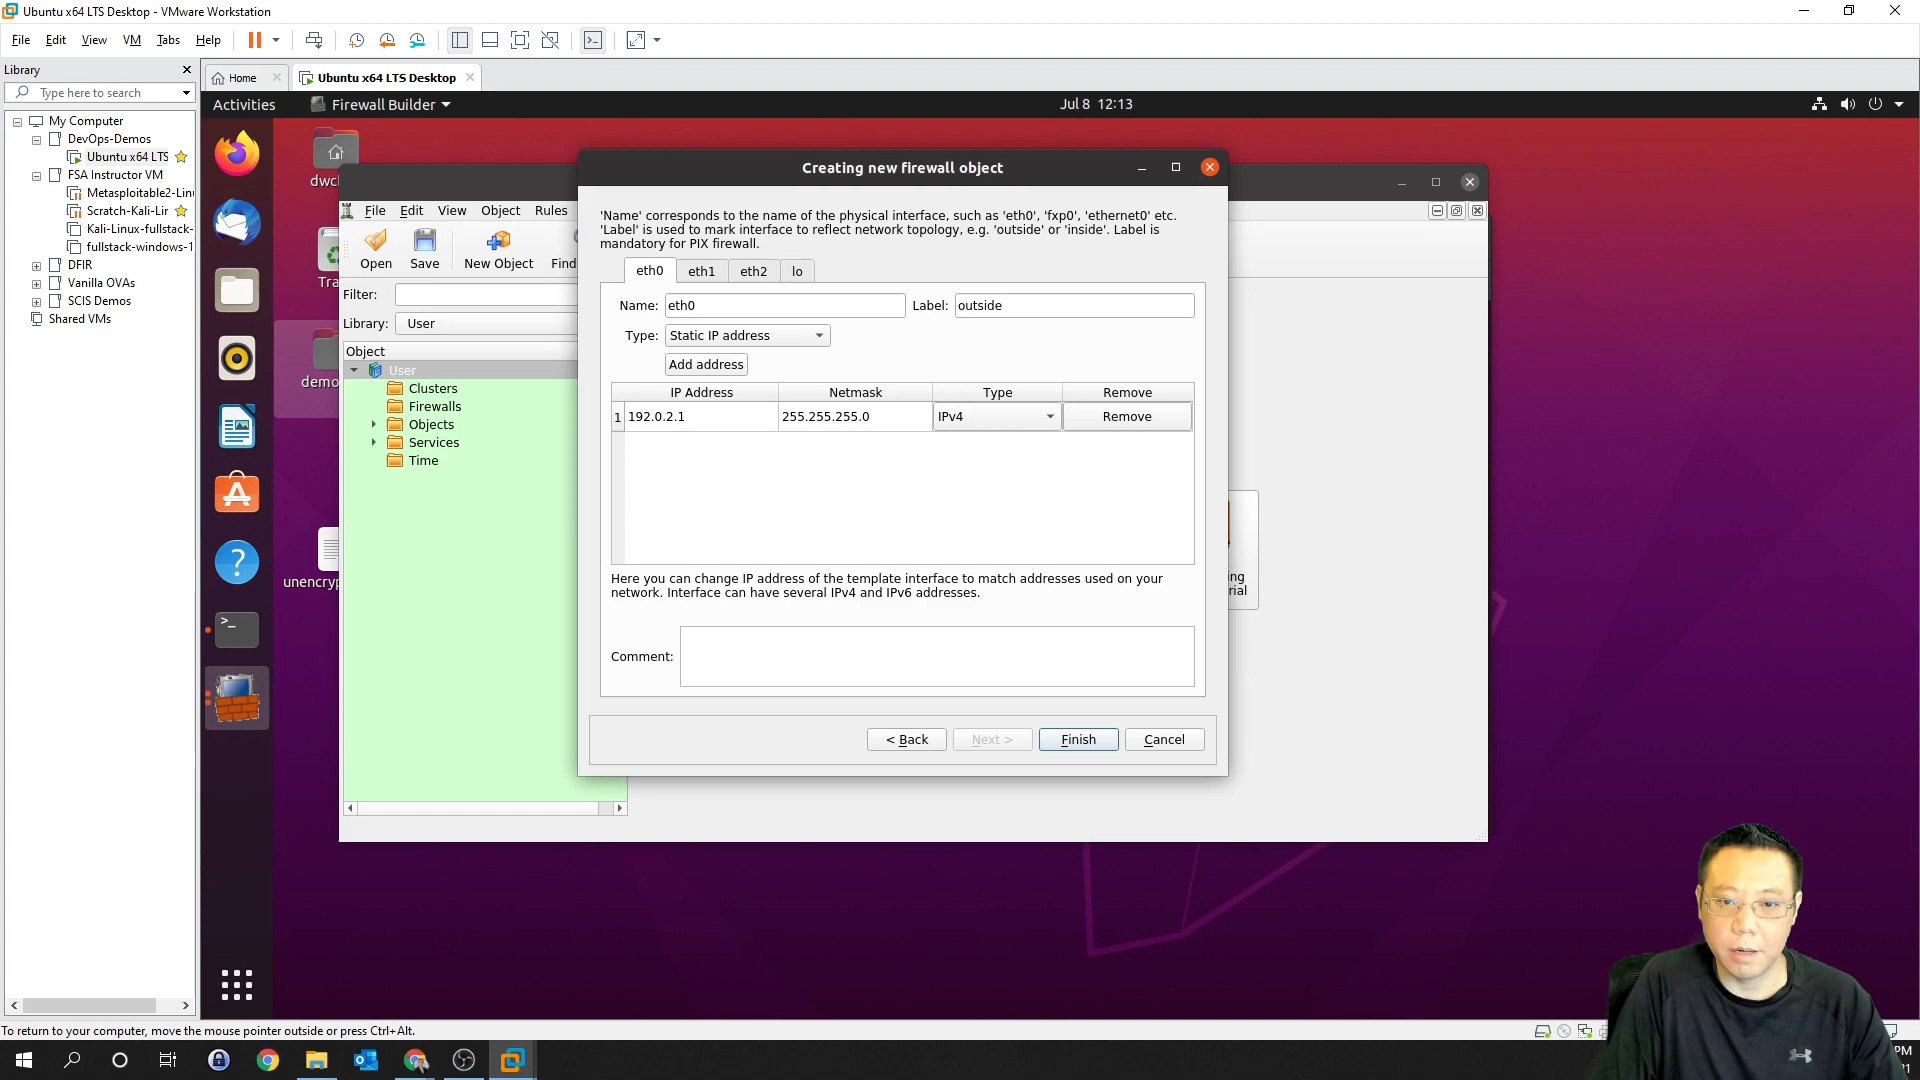 Ubuntu x64 LTS Desktop - VMware Workstation
File Edit View VM Tabs Help
Library
Type here to search
My Computer
DevOps-Demos
Ubuntu x64 LTS
FSA Instructor VM
Metasploitable2-Lin
Scratch-Kali-Lir
Kali-Linux-fullstack-
fullstack-windows-1
DFIR
Vanilla OVAs
SCIS Demos
Shared VMs
Home
Ubuntu x64 LTS Desktop
Activities
Firewall Builder
Jul 8 12:13
dwcl
Tra
demo
unencryp
File Edit View Object Rules
Open
Save
New Object
Find
Filter:
Library: User
Object
User
Clusters
Firewalls
Objects
Services
Time
Creating new firewall object
'Name' corresponds to the name of the physical interface, such as 'eth0', 'fxp0', 'ethernet0' etc.
'Label' is used to mark interface to reflect network topology, e.g. 'outside' or 'inside'. Label is
mandatory for PIX firewall.
eth0 eth1 eth2 lo
Name: eth0 Label: outside
Type: Static IP address
Add address
IP Address Netmask Type Remove
1 192.0.2.1 255.255.255.0 IPv4 Remove
Here you can change IP address of the template interface to match addresses used on your
network. Interface can have several IPv4 and IPv6 addresses.
Comment:
< Back Next > Finish Cancel
ng
rial
To return to your computer, move the mouse pointer outside or press Ctrl+Alt.
PM